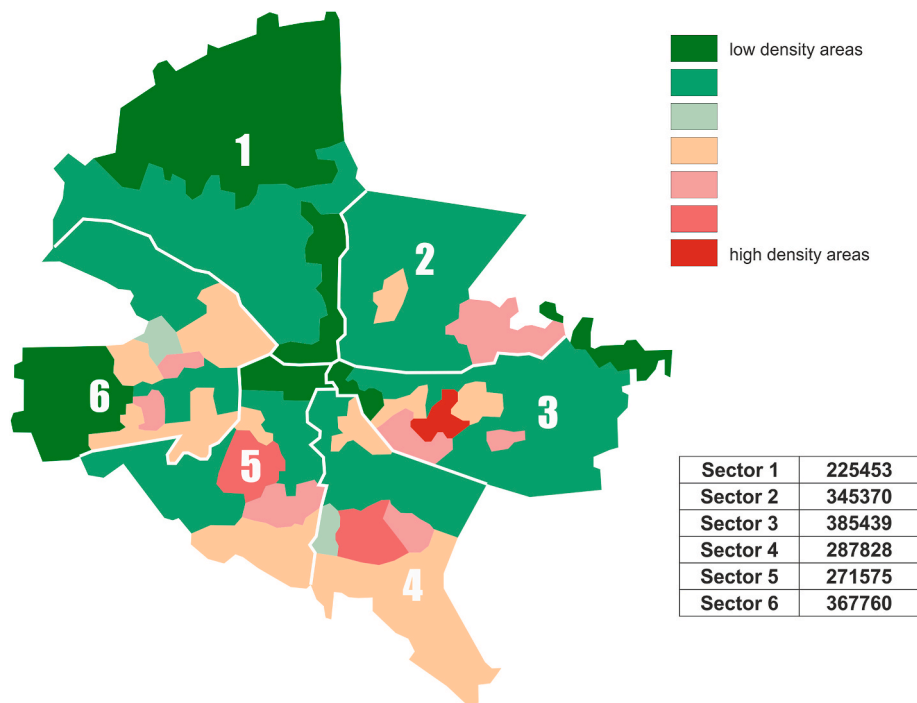 low density areas
1
2
high density areas
6
3
5
Sector 1 225453
Sector 2 345370
Sector 3 385439
Sector 4 287828
Sector 5 271575
Sector 6 367760
4